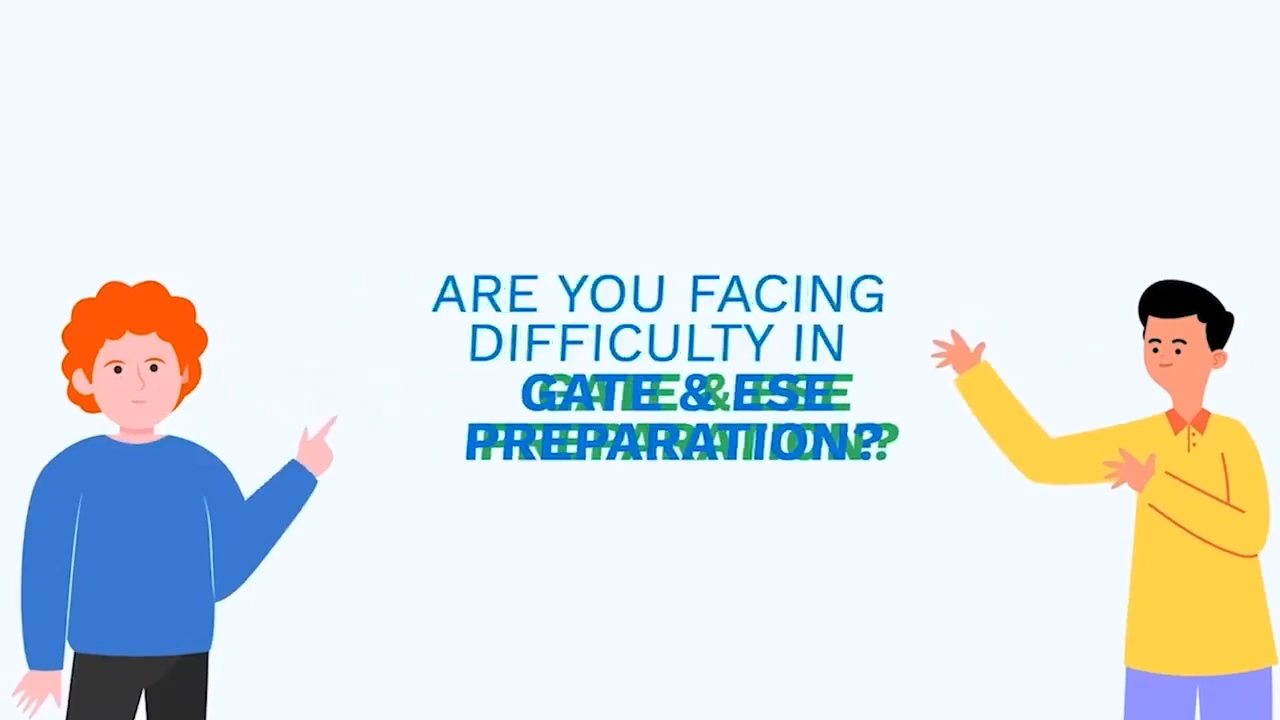 ARE YOU FACING
DIFFICULTY IN
GATE & ESE
PREPARATION?